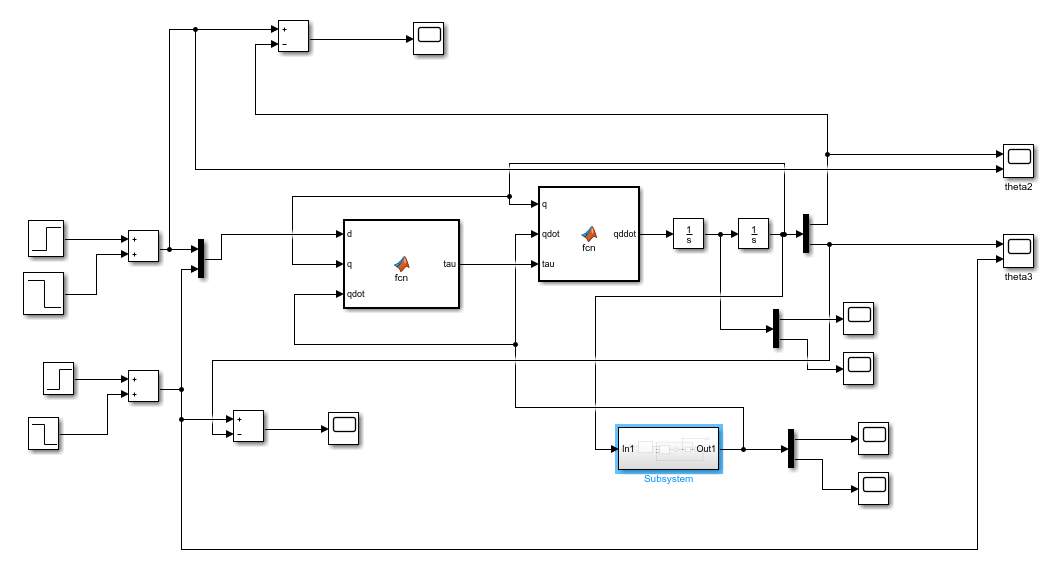 +
−
theta2
q
qdot
tau
fcn
qddot
1
s
1
s
+
+
d
q
qdot
fcn
tau
theta3
+
+
+
−
In1
Out1
Subsystem